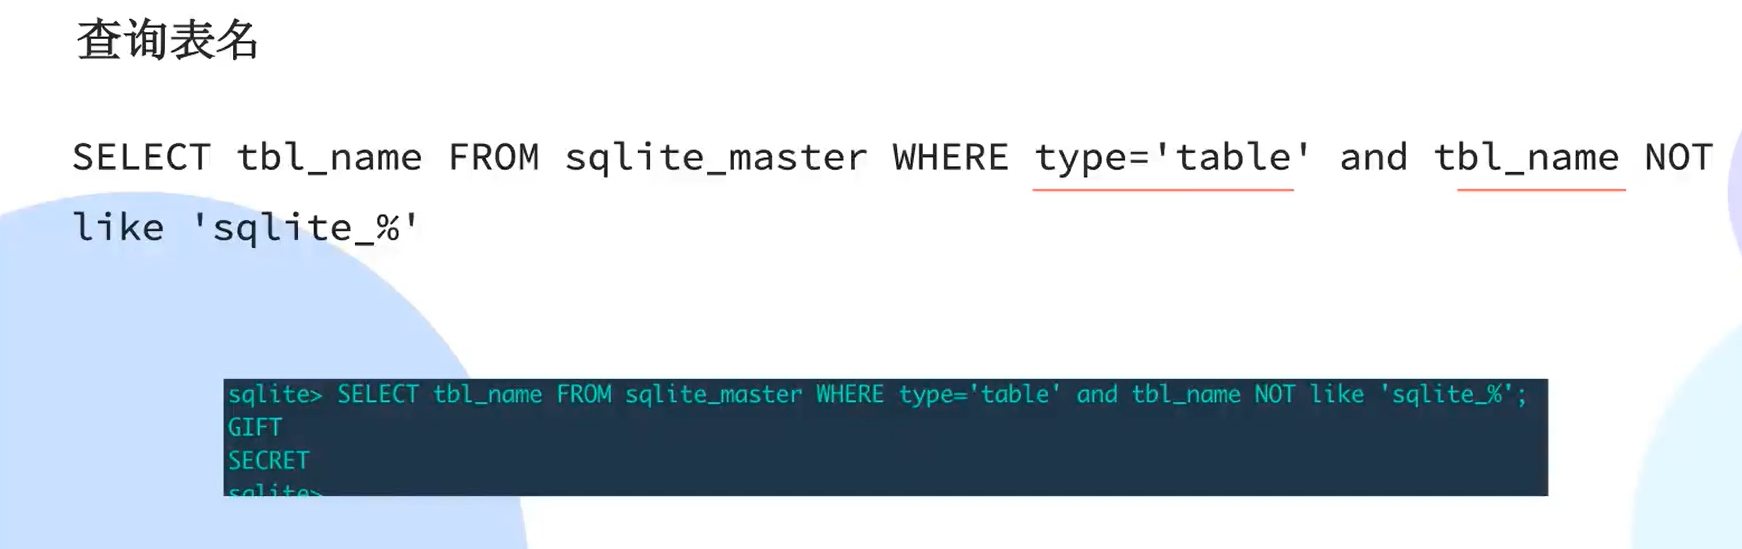 查询表名
SELECT tbl_name FROM sqlite_master WHERE type='table' and tbl_name NOT
like 'sqlite_%'
sqlite> SELECT tbl_name FROM sqlite_master WHERE type='table' and tbl_name NOT like 'sqlite_%';
GIFT
SECRET
sqlite>